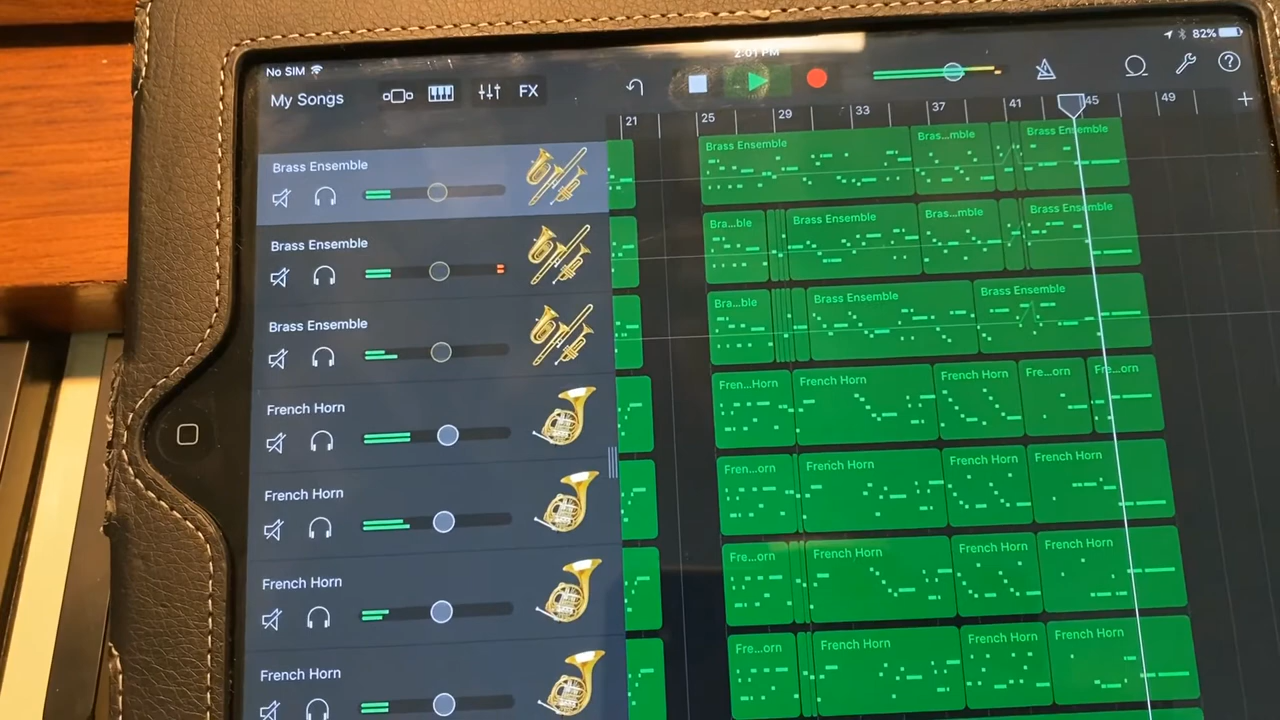 No SIM 2:01 PM 82%
My Songs FX
21 25 29 33 37 41 45 49
Brass Ensemble
Brass Ensemble Bras...mble Brass Ensemble
Brass Ensemble
Bra...ble Brass Ensemble Bras...mble Brass Ensemble
Brass Ensemble
Bra...ble Brass Ensemble Brass Ensemble
French Horn
Fren...Horn French Horn French Horn Fre...orn Fre...orn
French Horn
Fren...orn French Horn French Horn French Horn
French Horn
Fre...orn French Horn French Horn French Horn
French Horn
Fre...orn French Horn French Horn French Horn